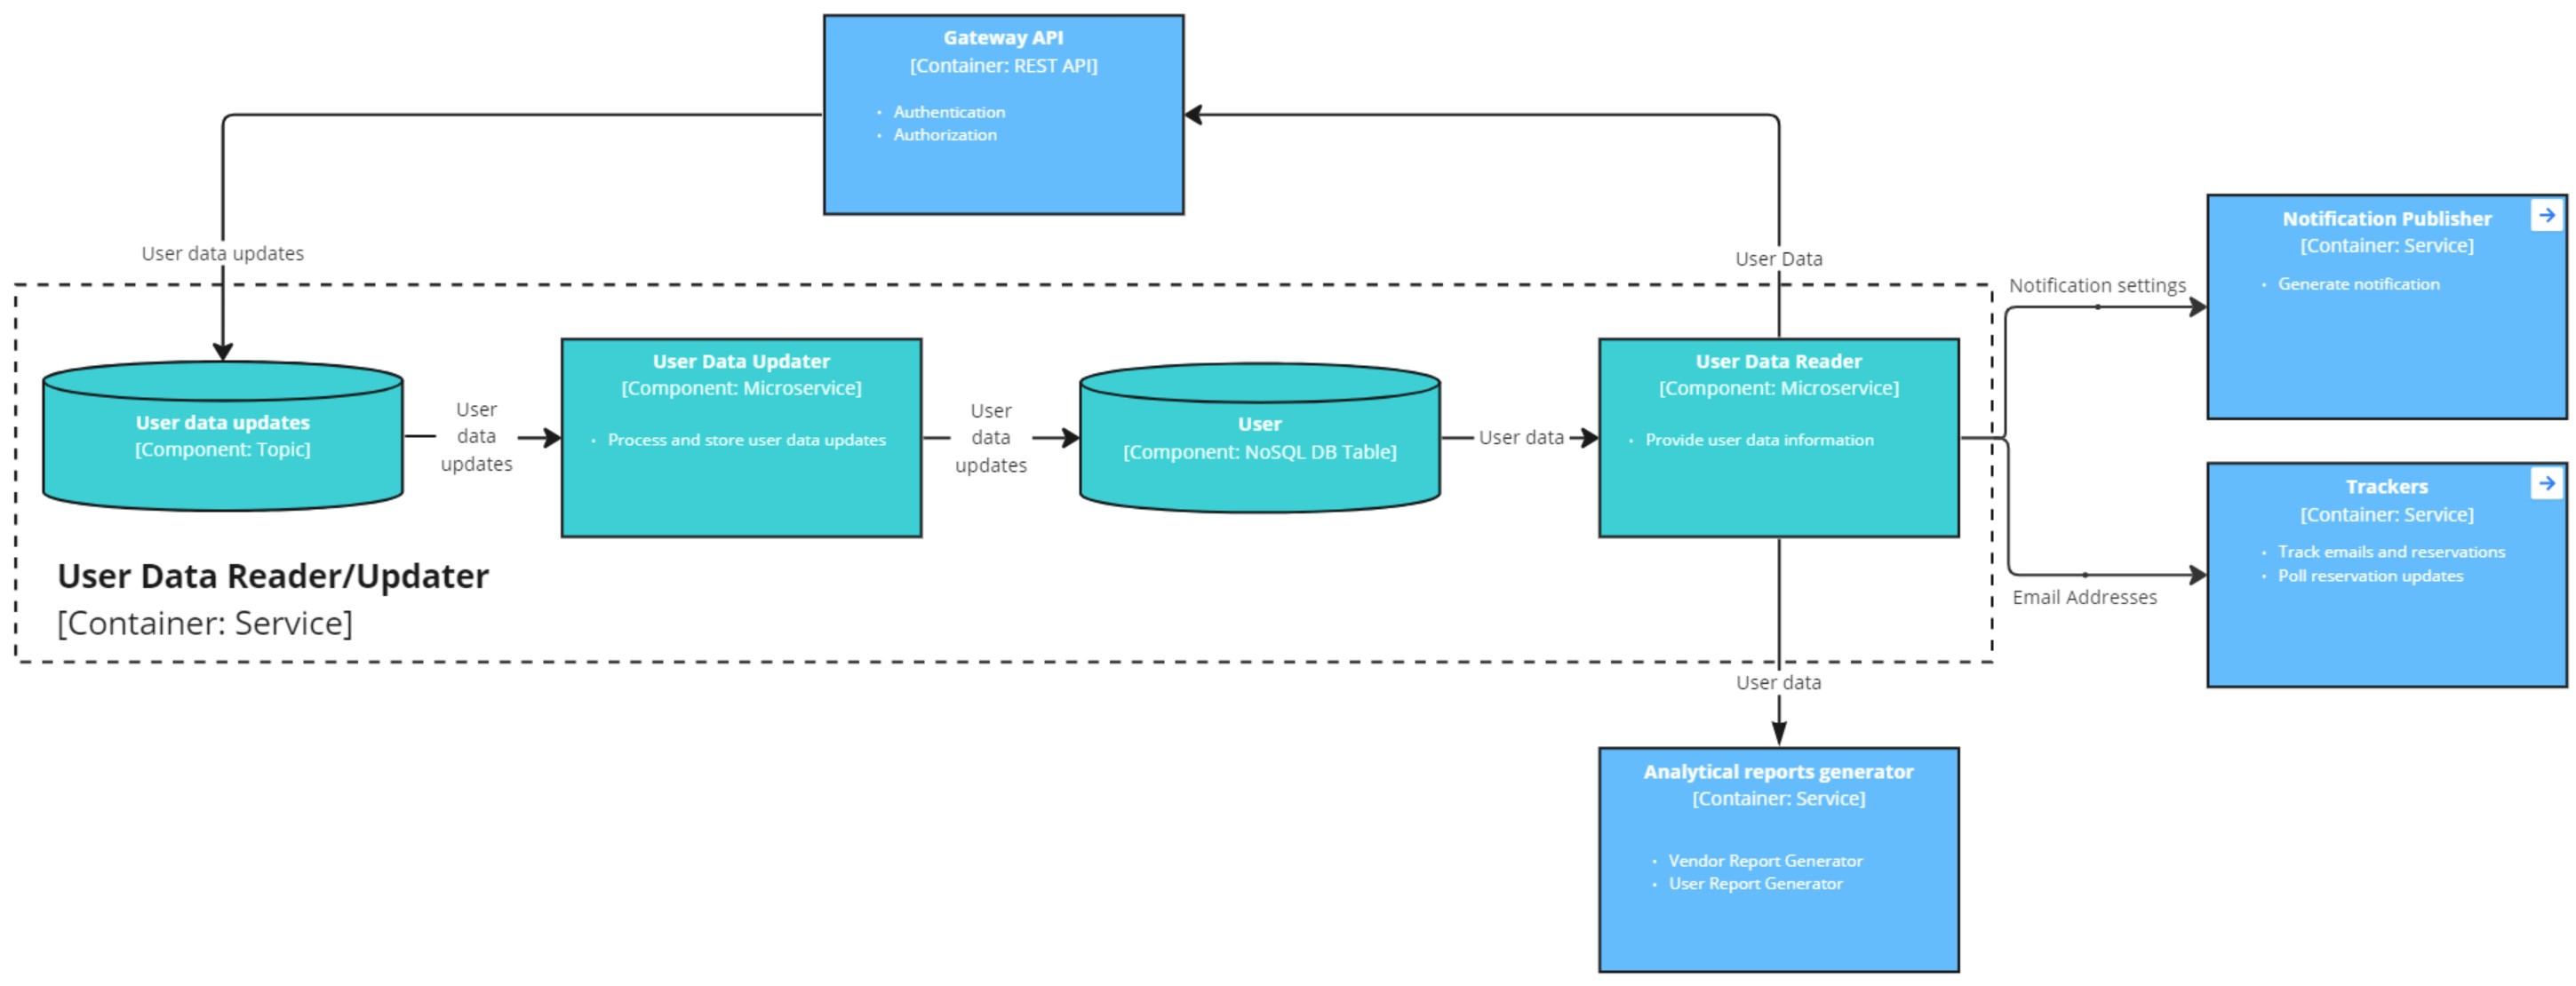 Gateway API
[Container: REST API]
• Authentication
• Authorization
User data updates
User Data
Notification Publisher
[Container: Service]
• Generate notification
Notification settings
User data updates
[Component: Topic]
User
data
updates
User Data Updater
[Component: Microservice]
• Process and store user data updates
User
data
updates
User
[Component: NoSQL DB Table]
User data
User Data Reader
[Component: Microservice]
• Provide user data information
Trackers
[Container: Service]
• Track emails and reservations
• Poll reservation updates
Email Addresses
User Data Reader/Updater
[Container: Service]
User data
Analytical reports generator
[Container: Service]
• Vendor Report Generator
• User Report Generator